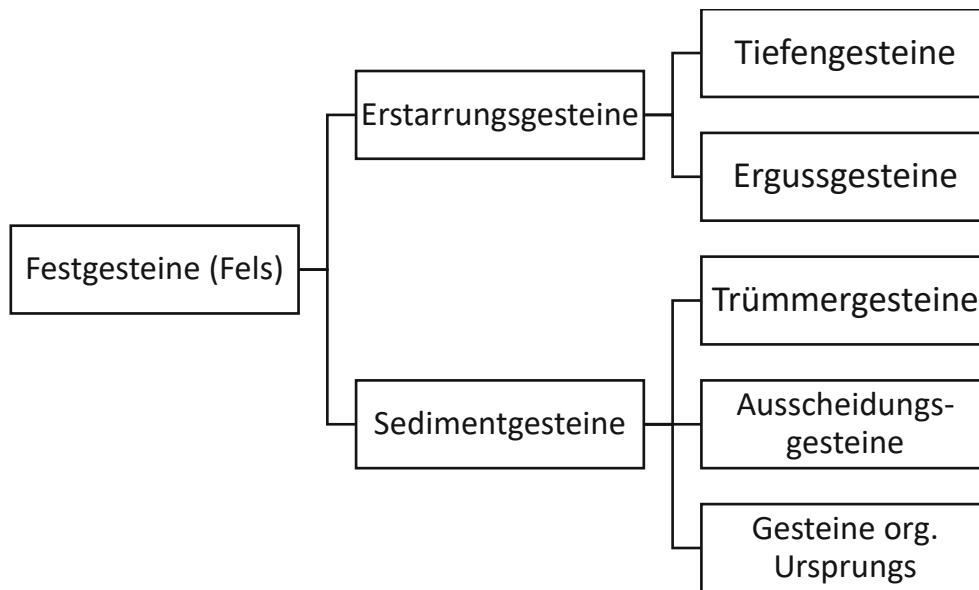 Festgesteine (Fels)
Erstarrungsgesteine
Tiefengesteine
Ergussgesteine
Sedimentgesteine
Trümmergesteine
Ausscheidungs-
gesteine
Gesteine org.
Ursprungs